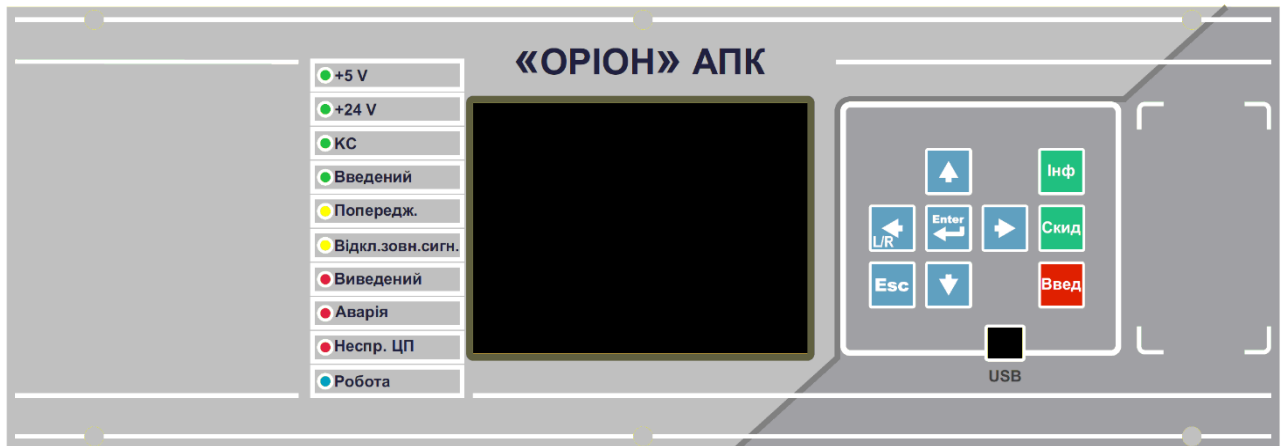 «ОРІОН» АПК
+5 V
+24 V
КС
Введений
Попередж.
Відкл.зовн.сигн.
Виведений
Аварія
Неспр. ЦП
Робота
Інф
L/R
Enter
Скид
Esc
Введ
USB